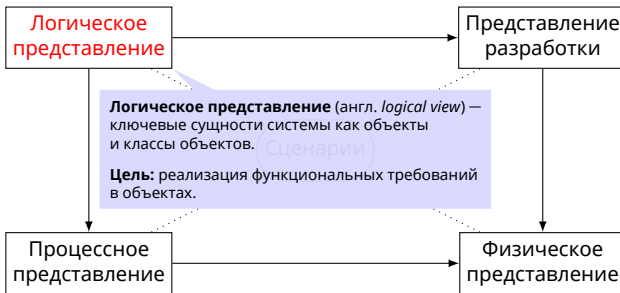 Логическое
представление
Представление
разработки
Логическое представление (англ. logical view) —
ключевые сущности системы как объекты
и классы объектов.
Сценарии
Цель: реализация функциональных требований
в объектах.
Процессное
представление
Физическое
представление